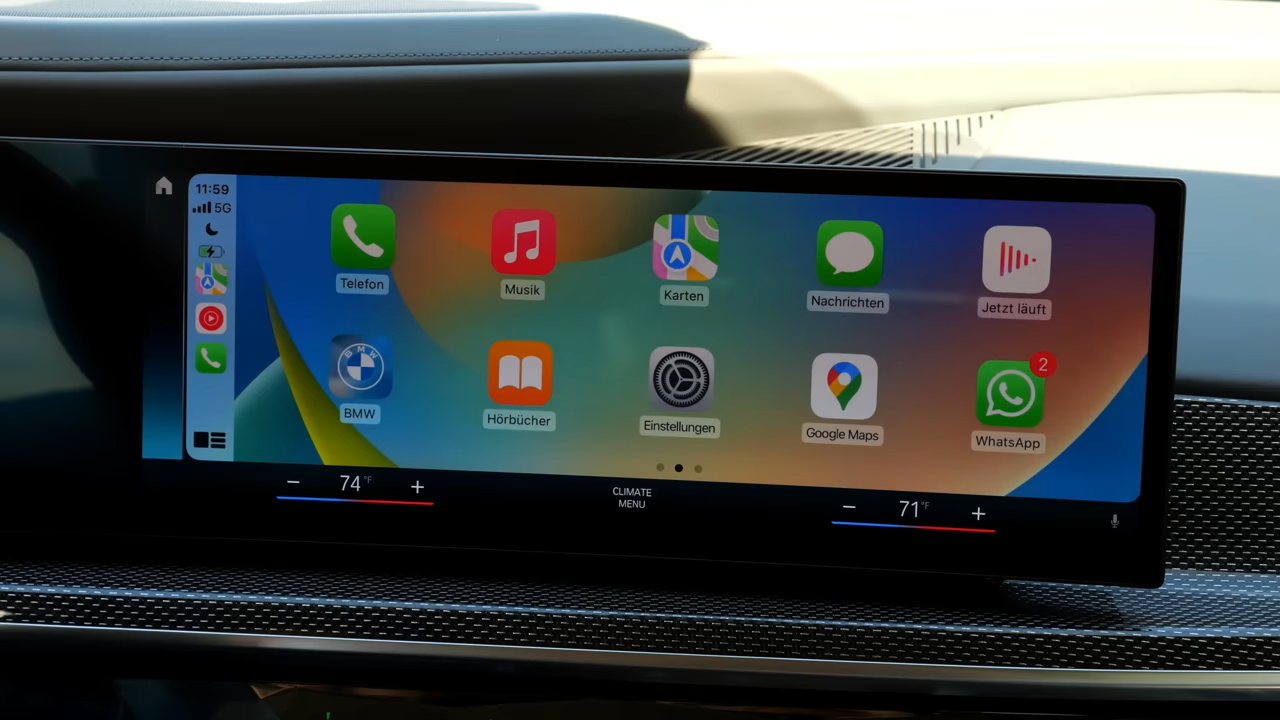 11:59
5G
Telefon
Musik
Karten
Nachrichten
Jetzt läuft
BMW
BMW
Hörbücher
Einstellungen
Google Maps
2
WhatsApp
− 74 °F +
CLIMATE
MENU
− 71 °F +